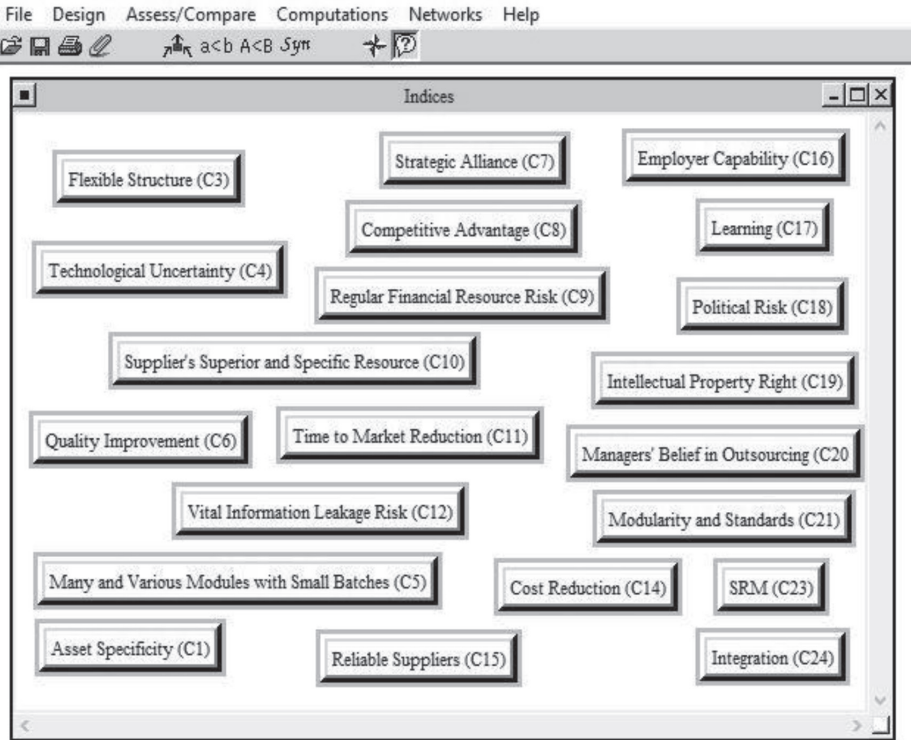 File Design Assess/Compare Computations Networks Help
a<b A<B Syn
Indices
Flexible Structure (C3)
Strategic Alliance (C7)
Employer Capability (C16)
Competitive Advantage (C8)
Learning (C17)
Technological Uncertainty (C4)
Regular Financial Resource Risk (C9)
Political Risk (C18)
Supplier's Superior and Specific Resource (C10)
Intellectual Property Right (C19)
Quality Improvement (C6)
Time to Market Reduction (C11)
Managers' Belief in Outsourcing (C20
Vital Information Leakage Risk (C12)
Modularity and Standards (C21)
Many and Various Modules with Small Batches (C5)
Cost Reduction (C14)
SRM (C23)
Asset Specificity (C1)
Reliable Suppliers (C15)
Integration (C24)